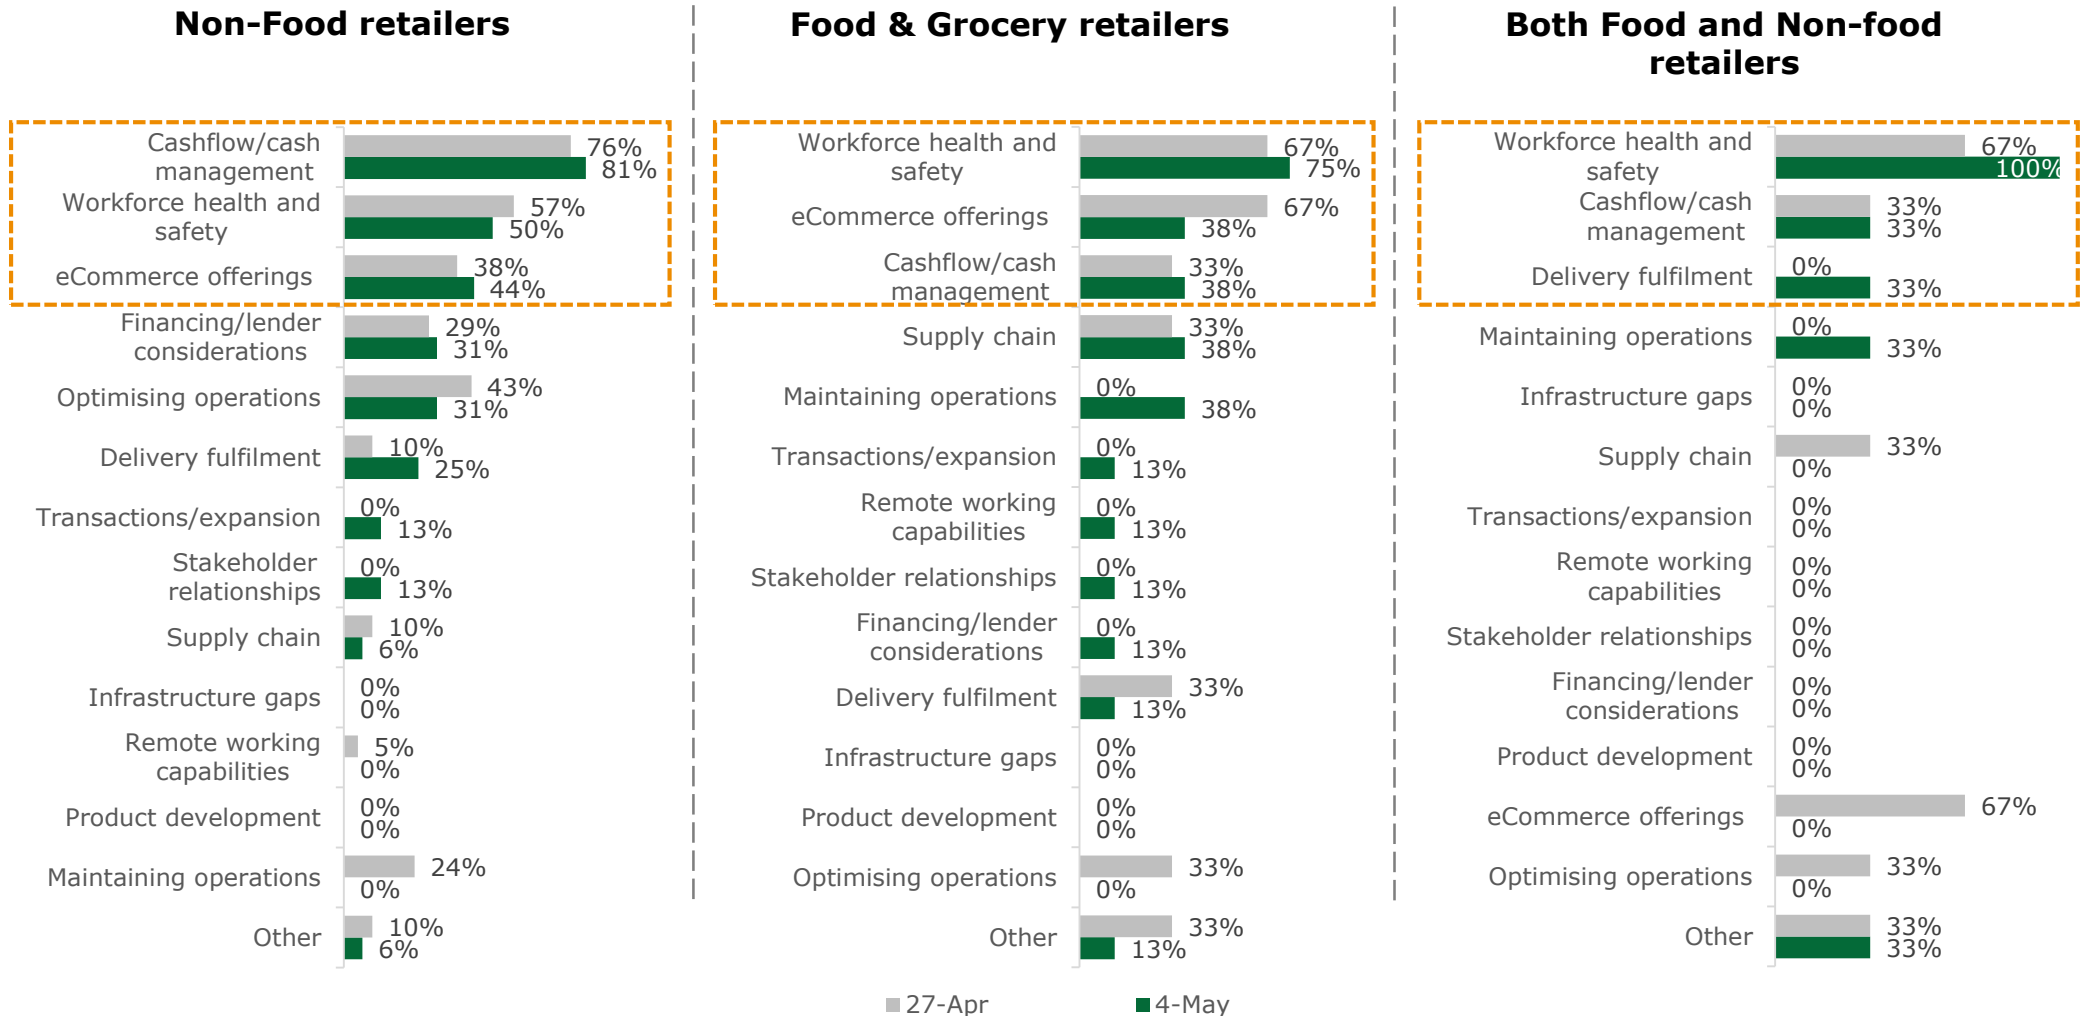 Non-Food retailers
Cashflow/cash
management
76%
81%
Workforce health and
safety
57%
50%
eCommerce offerings
38%
44%
Financing/lender
considerations
29%
31%
Optimising operations
43%
31%
Delivery fulfilment
10%
25%
Transactions/expansion
0%
13%
Stakeholder
relationships
0%
13%
Supply chain
10%
6%
Infrastructure gaps
0%
0%
Remote working
capabilities
5%
0%
Product development
0%
0%
Maintaining operations
24%
0%
Other
10%
6%
Food & Grocery retailers
Workforce health and
safety
67%
75%
eCommerce offerings
67%
38%
Cashflow/cash
management
33%
38%
Supply chain
33%
38%
Maintaining operations
0%
38%
Transactions/expansion
0%
13%
Remote working
capabilities
0%
13%
Stakeholder relationships
0%
13%
Financing/lender
considerations
0%
13%
Delivery fulfilment
33%
13%
Infrastructure gaps
0%
0%
Product development
0%
0%
Optimising operations
33%
0%
Other
33%
13%
Both Food and Non-food
retailers
Workforce health and
safety
67%
100%
Cashflow/cash
management
33%
33%
Delivery fulfilment
0%
33%
Maintaining operations
0%
33%
Infrastructure gaps
0%
0%
Supply chain
33%
0%
Transactions/expansion
0%
0%
Remote working
capabilities
0%
0%
Stakeholder relationships
0%
0%
Financing/lender
considerations
0%
0%
Product development
0%
0%
eCommerce offerings
67%
0%
Optimising operations
33%
0%
Other
33%
33%
27-Apr
4-May